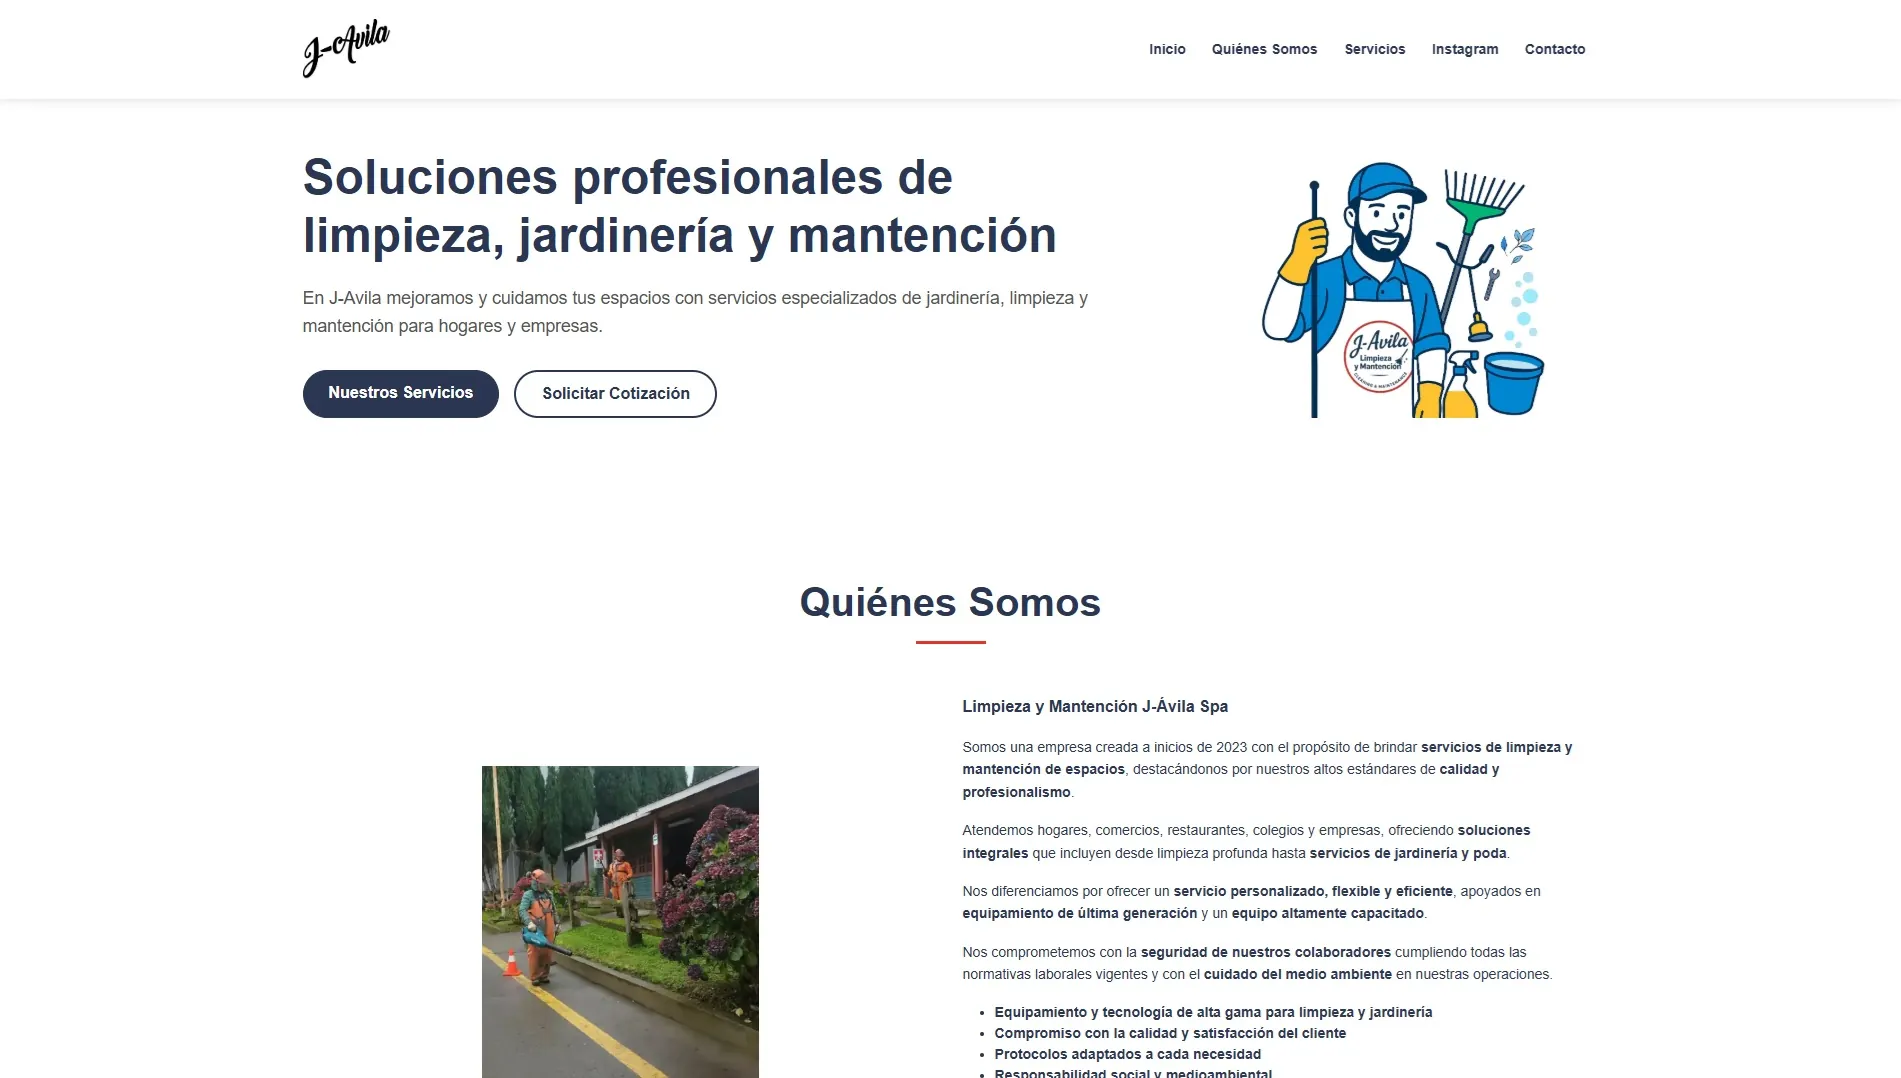 J-Avila
Inicio
Quiénes Somos
Servicios
Instagram
Contacto
Soluciones profesionales de
limpieza, jardinería y mantención
En J-Avila mejoramos y cuidamos tus espacios con servicios especializados de jardinería, limpieza y
mantención para hogares y empresas.
Nuestros Servicios
Solicitar Cotización
J-Avila
Limpieza
y Mantención
CLEANING & MAINTENANCE
Quiénes Somos
Limpieza y Mantención J-Ávila Spa
Somos una empresa creada a inicios de 2023 con el propósito de brindar servicios de limpieza y
mantención de espacios, destacándonos por nuestros altos estándares de calidad y
profesionalismo.
Atendemos hogares, comercios, restaurantes, colegios y empresas, ofreciendo soluciones
integrales que incluyen desde limpieza profunda hasta servicios de jardinería y poda.
Nos diferenciamos por ofrecer un servicio personalizado, flexible y eficiente, apoyados en
equipamiento de última generación y un equipo altamente capacitado.
Nos comprometemos con la seguridad de nuestros colaboradores cumpliendo todas las
normativas laborales vigentes y con el cuidado del medio ambiente en nuestras operaciones.
• Equipamiento y tecnología de alta gama para limpieza y jardinería
• Compromiso con la calidad y satisfacción del cliente
• Protocolos adaptados a cada necesidad
• Responsabilidad social y medioambiental